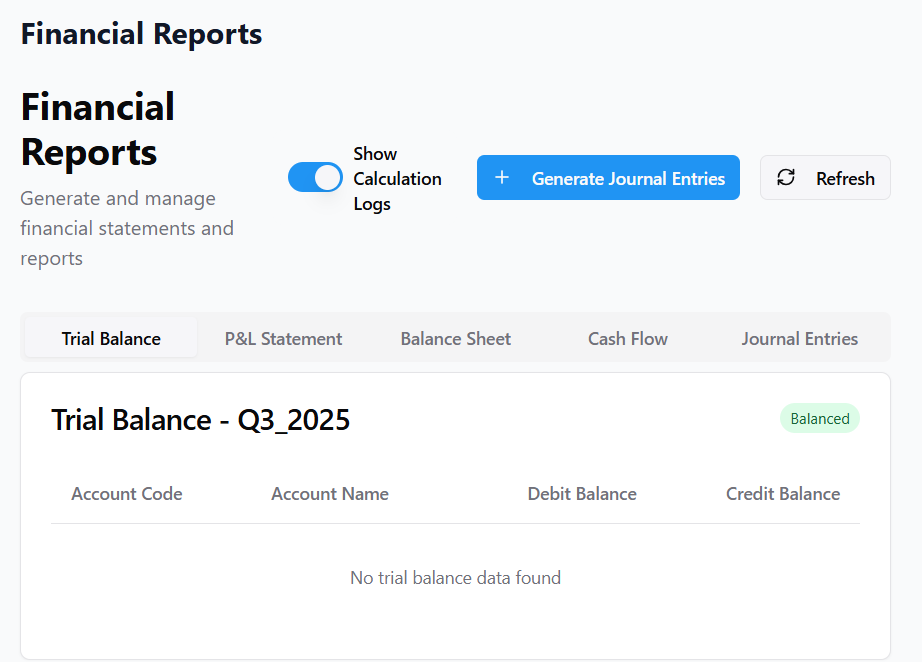 Financial Reports
Financial
Reports
Generate and manage
financial statements and
reports
Show
Calculation
Logs
Generate Journal Entries
Refresh
Trial Balance P&L Statement Balance Sheet Cash Flow Journal Entries
Trial Balance - Q3_2025
Balanced
Account Code Account Name Debit Balance Credit Balance
No trial balance data found